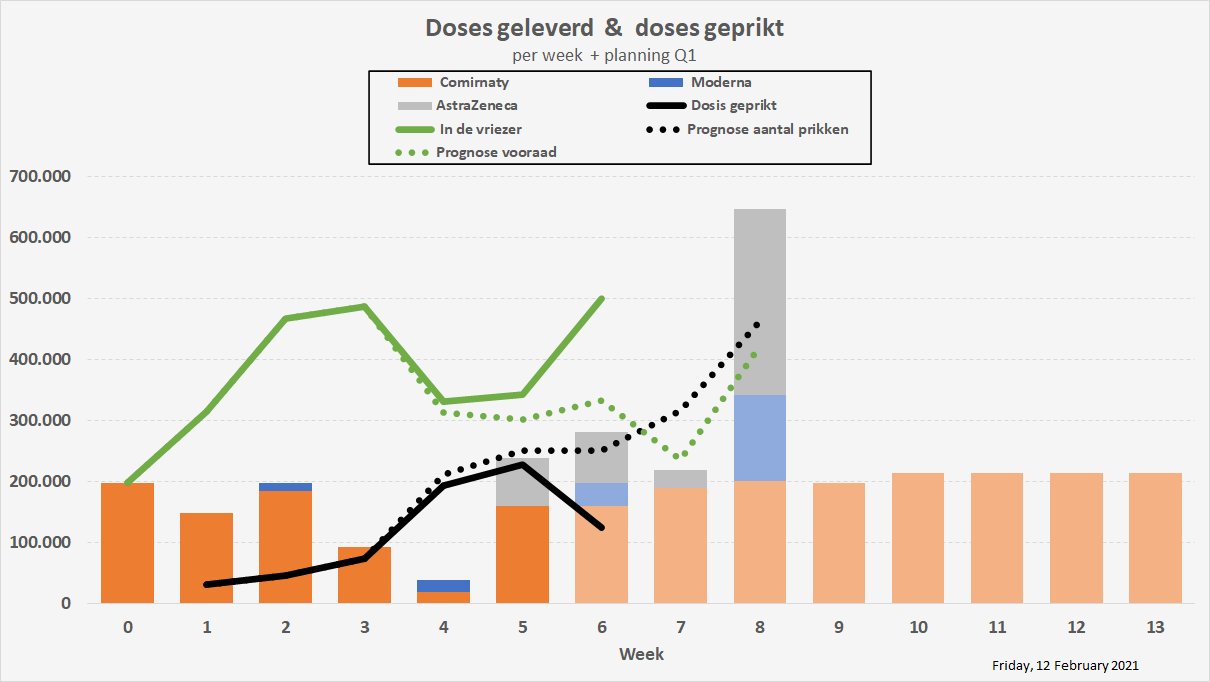 Doses geleverd & doses geprikt
per week + planning Q1
Comirnaty
Moderna
AstraZeneca
Dosis geprikt
In de vriezer
Prognose aantal prikken
Prognose vooraad
700.000
600.000
500.000
400.000
300.000
200.000
100.000
0
0 1 2 3 4 5 6 7 8 9 10 11 12 13
Week
Friday, 12 February 2021